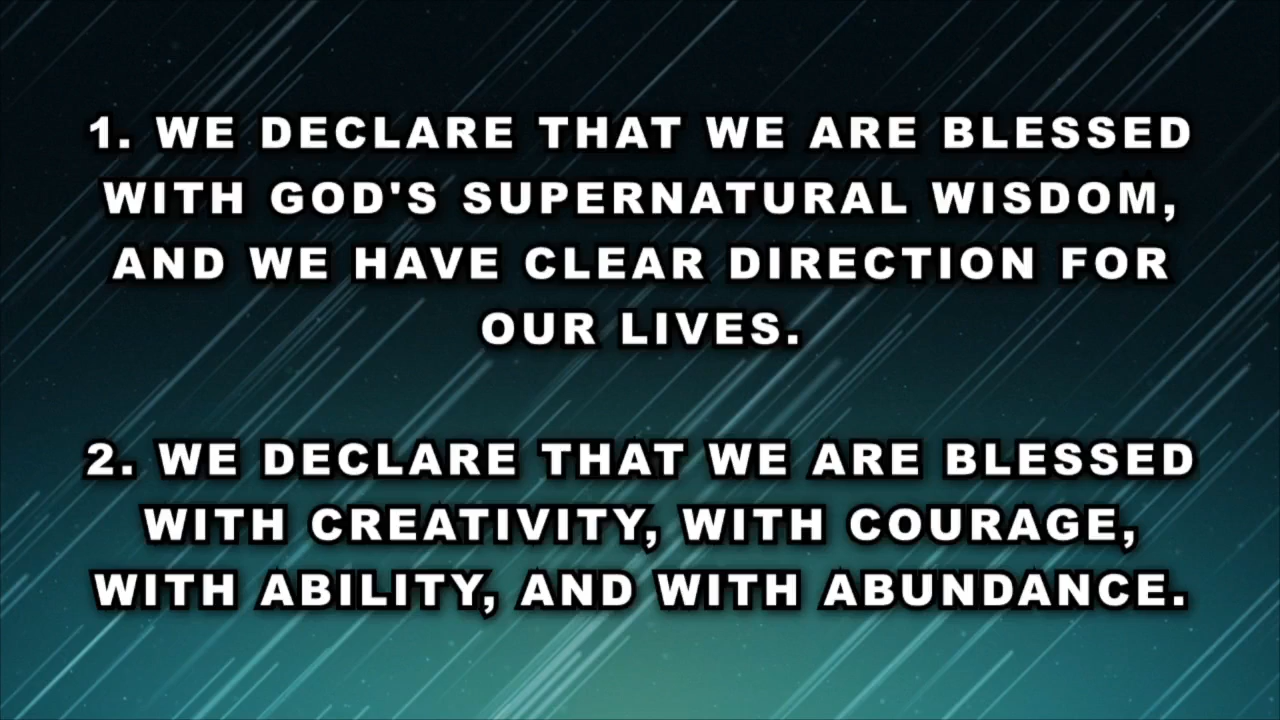 1. WE DECLARE THAT WE ARE BLESSED
WITH GOD'S SUPERNATURAL WISDOM,
AND WE HAVE CLEAR DIRECTION FOR
OUR LIVES.
2. WE DECLARE THAT WE ARE BLESSED
WITH CREATIVITY, WITH COURAGE,
WITH ABILITY, AND WITH ABUNDANCE.